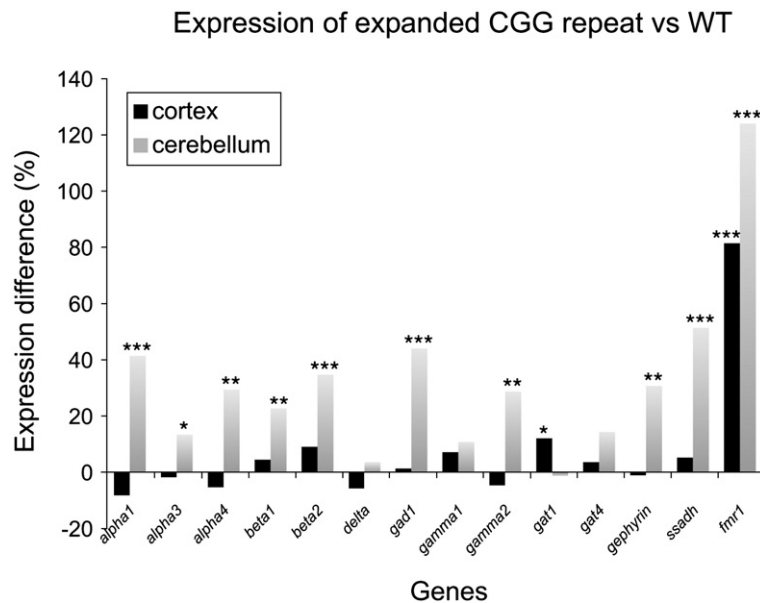 Expression of expanded CGG repeat vs WT
140
120
100
80
60
40
20
0
-20
Expression difference (%)
cortex
cerebellum
***
*
**
**
***
***
**
*
**
***
***
***
alpha1
alpha3
alpha4
beta1
beta2
delta
gad1
gamma1
gamma2
gat1
gat4
gephyrin
ssadh
fmr1
Genes